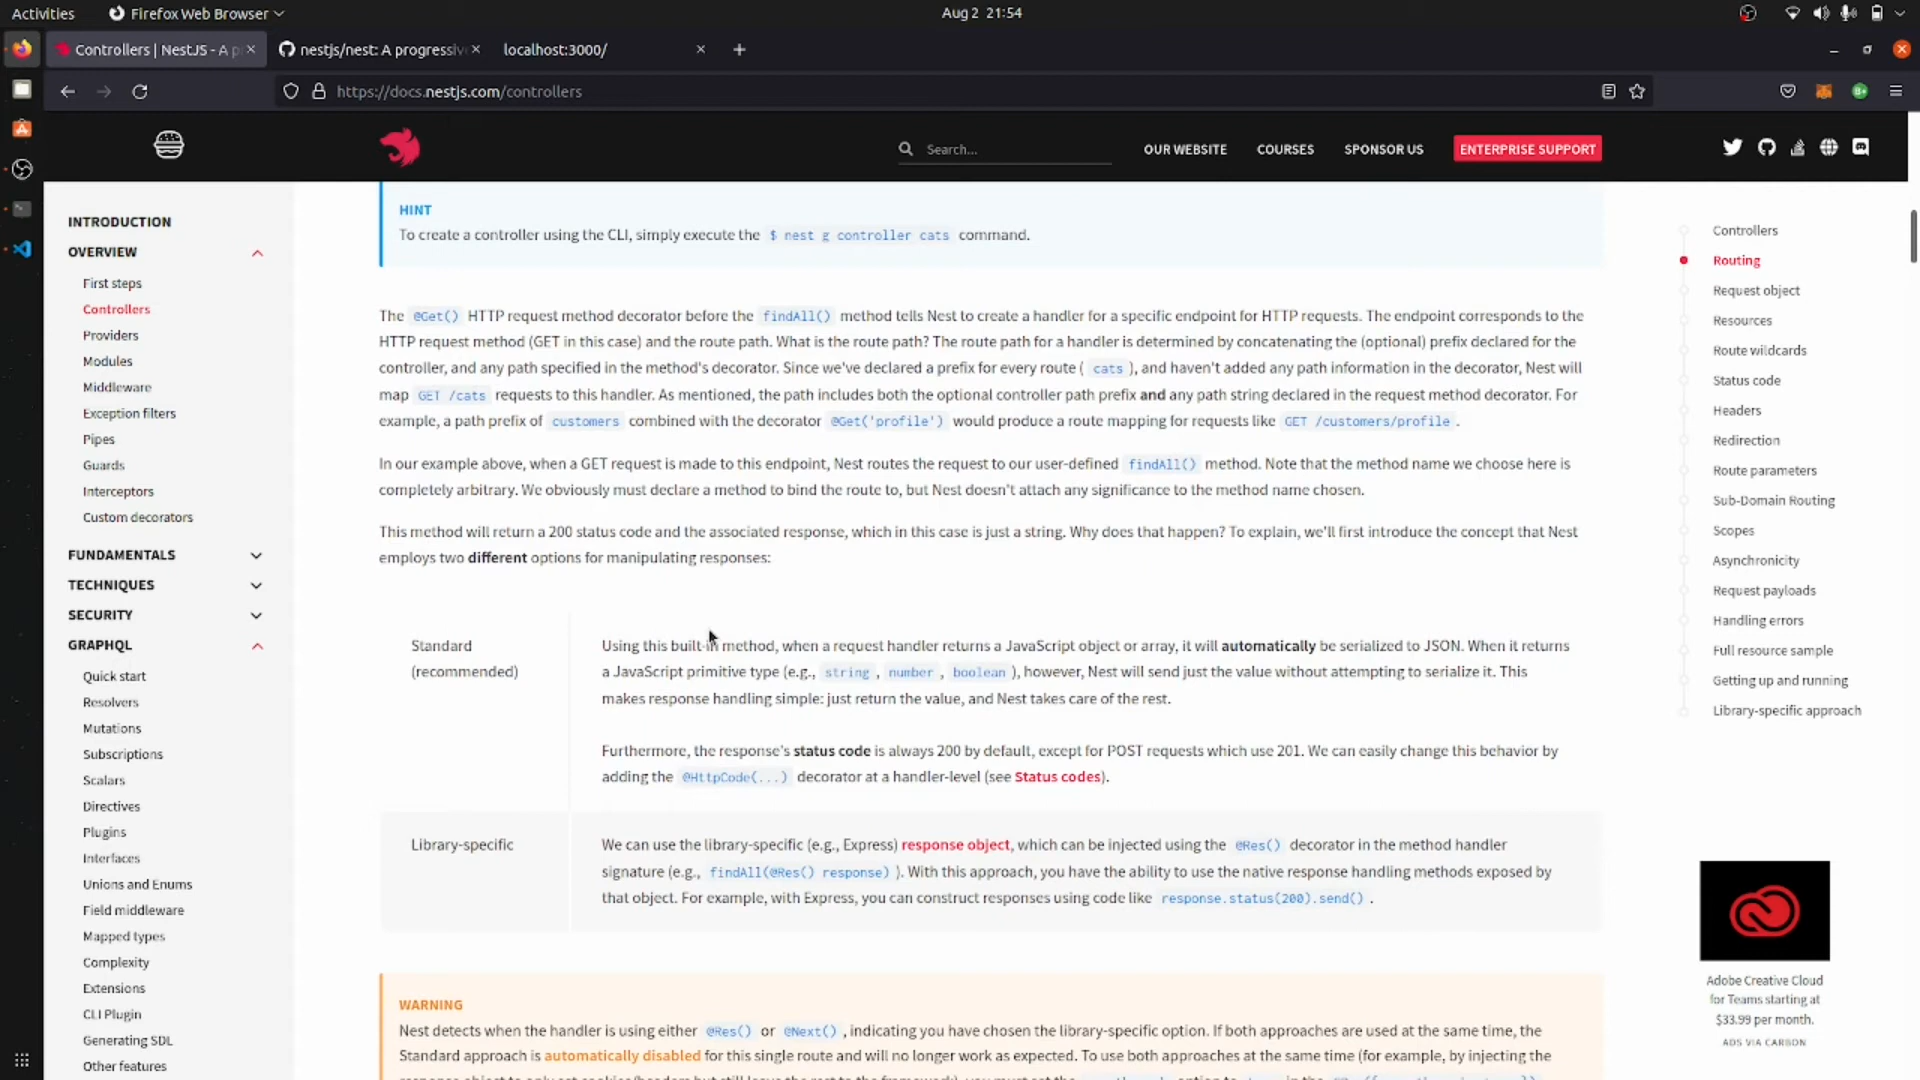 Activities
Firefox Web Browser
Aug 2 21:54
Controllers | NestJS - A p
nestjs/nest: A progressiv
localhost:3000/
https://docs.nestjs.com/controllers
Search...
OUR WEBSITE
COURSES
SPONSOR US
ENTERPRISE SUPPORT
INTRODUCTION
OVERVIEW
First steps
Controllers
Providers
Modules
Middleware
Exception filters
Pipes
Guards
Interceptors
Custom decorators
FUNDAMENTALS
TECHNIQUES
SECURITY
GRAPHQL
Quick start
Resolvers
Mutations
Subscriptions
Scalars
Directives
Plugins
Interfaces
Unions and Enums
Field middleware
Mapped types
Complexity
Extensions
CLI Plugin
Generating SDL
Other features
HINT
To create a controller using the CLI, simply execute the $ nest g controller cats command.
The @Get() HTTP request method decorator before the findAll() method tells Nest to create a handler for a specific endpoint for HTTP requests. The endpoint corresponds to the
HTTP request method (GET in this case) and the route path. What is the route path? The route path for a handler is determined by concatenating the (optional) prefix declared for the
controller, and any path specified in the method's decorator. Since we've declared a prefix for every route ( cats ), and haven't added any path information in the decorator, Nest will
map GET /cats requests to this handler. As mentioned, the path includes both the optional controller path prefix and any path string declared in the request method decorator. For
example, a path prefix of customers combined with the decorator @Get('profile') would produce a route mapping for requests like GET /customers/profile .
In our example above, when a GET request is made to this endpoint, Nest routes the request to our user-defined findAll() method. Note that the method name we choose here is
completely arbitrary. We obviously must declare a method to bind the route to, but Nest doesn't attach any significance to the method name chosen.
This method will return a 200 status code and the associated response, which in this case is just a string. Why does that happen? To explain, we'll first introduce the concept that Nest
employs two different options for manipulating responses:
Standard
(recommended)
Using this built-in method, when a request handler returns a JavaScript object or array, it will automatically be serialized to JSON. When it returns
a JavaScript primitive type (e.g., string , number , boolean ), however, Nest will send just the value without attempting to serialize it. This
makes response handling simple: just return the value, and Nest takes care of the rest.
Furthermore, the response's status code is always 200 by default, except for POST requests which use 201. We can easily change this behavior by
adding the @HttpCode(...) decorator at a handler-level (see Status codes).
Library-specific
We can use the library-specific (e.g., Express) response object, which can be injected using the @Res() decorator in the method handler
signature (e.g., findAll(@Res() response) ). With this approach, you have the ability to use the native response handling methods exposed by
that object. For example, with Express, you can construct responses using code like response.status(200).send() .
WARNING
Nest detects when the handler is using either @Res() or @Next() , indicating you have chosen the library-specific option. If both approaches are used at the same time, the
Standard approach is automatically disabled for this single route and will no longer work as expected. To use both approaches at the same time (for example, by injecting the
Controllers
Routing
Request object
Resources
Route wildcards
Status code
Headers
Redirection
Route parameters
Sub-Domain Routing
Scopes
Asynchronicity
Request payloads
Handling errors
Full resource sample
Getting up and running
Library-specific approach
Adobe Creative Cloud
for Teams starting at
$33.99 per month.
ADS VIA CARBON